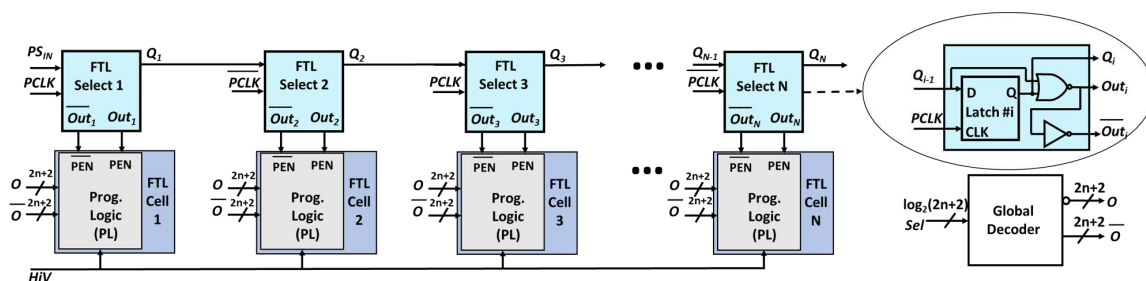 PS_IN
PCLK
FTL
Select 1
Out_1 Out_1
Q_1
PCLK
FTL
Select 2
Out_2 Out_2
Q_2
PCLK
FTL
Select 3
Out_3 Out_3
Q_3
Q_N-1
PCLK
FTL
Select N
Out_N Out_N
Q_N
Q_i-1
PCLK
D Q
Latch #i
CLK
Q_i
Out_i
Out_i
O 2n+2
O 2n+2
PEN PEN
Prog.
Logic
(PL)
FTL
Cell
1
O 2n+2
O 2n+2
PEN PEN
Prog.
Logic
(PL)
FTL
Cell
2
O 2n+2
O 2n+2
PEN PEN
Prog.
Logic
(PL)
FTL
Cell
3
O 2n+2
O 2n+2
PEN PEN
Prog.
Logic
(PL)
FTL
Cell
N
HiV
log2(2n+2)
Sel
Global
Decoder
2n+2 O
2n+2 O